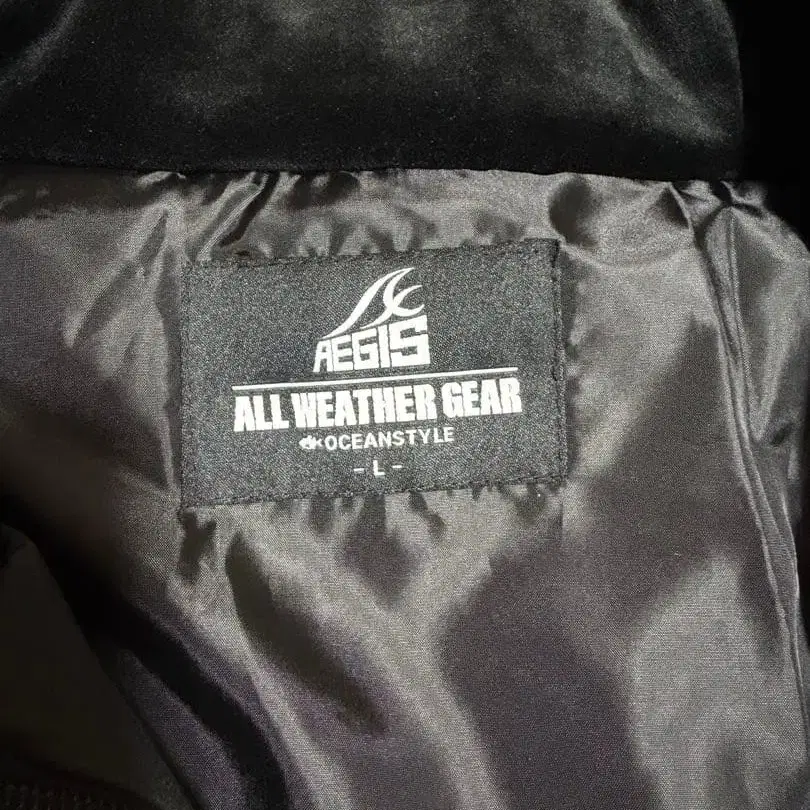 AEGIS
ALL WEATHER GEAR
OCEANSTYLE
- L -